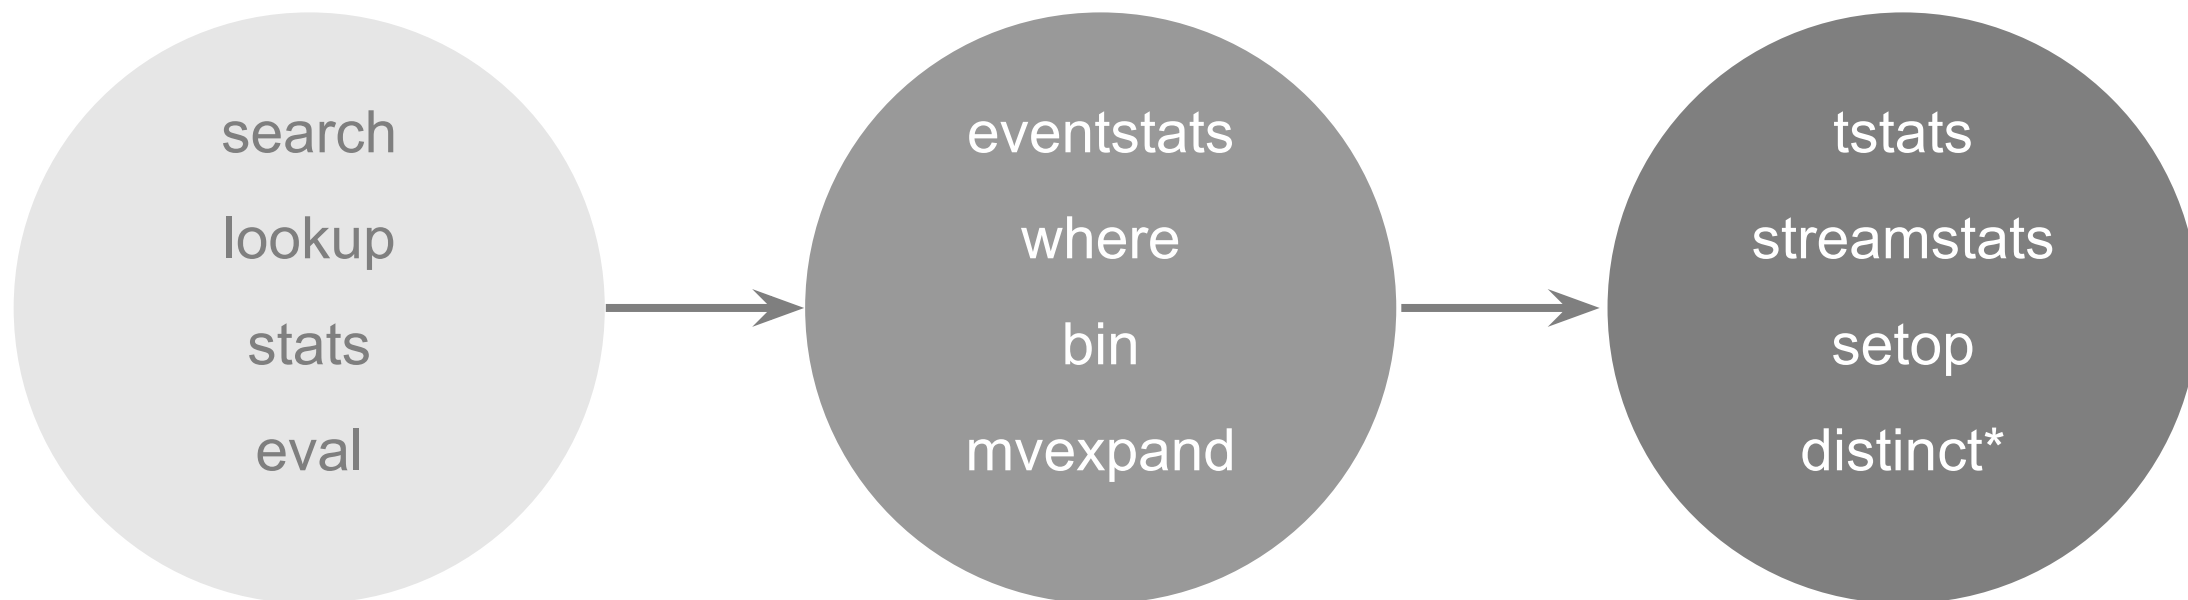 search
lookup
stats
eval
eventstats
where
bin
mvexpand
tstats
streamstats
setop
distinct*